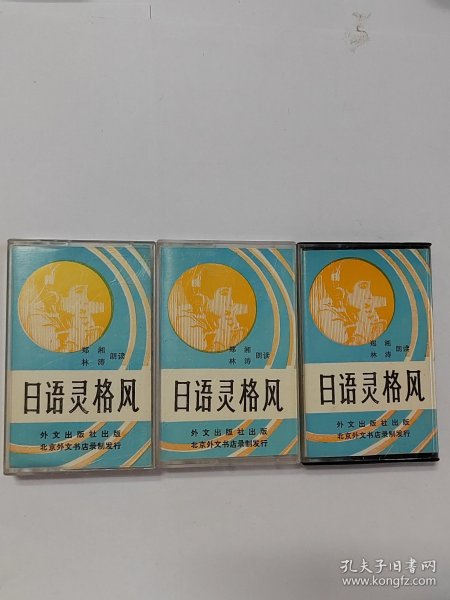 郑湘
林涛 朗读
日语灵格风
外文出版社出版
北京外文书店录制发行
郑湘
林涛 朗读
日语灵格风
外文出版社出版
北京外文书店录制发行
郑湘
林涛 朗读
日语灵格风
外文出版社出版
北京外文书店录制发行
孔夫子旧书网
www.kongfz.com